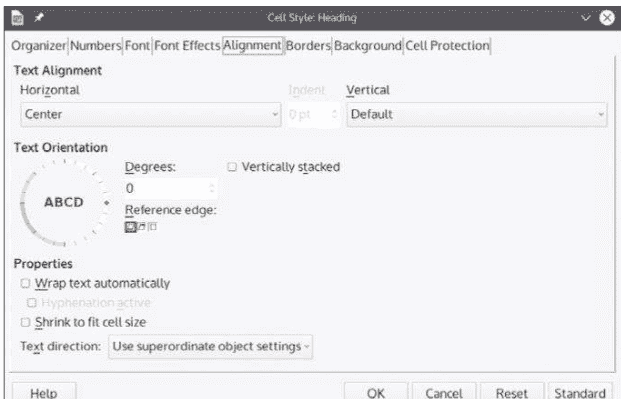 Cell Style: Heading
Organizer Numbers Font Font Effects Alignment Borders Background Cell Protection
Text Alignment
Horizontal Indent Vertical
Center 0 pt Default
Text Orientation
Degrees: Vertically stacked
0
ABCD
Reference edge:
Properties
Wrap text automatically
Hyphenation active
Shrink to fit cell size
Text direction: Use superordinate object settings
Help OK Cancel Reset Standard